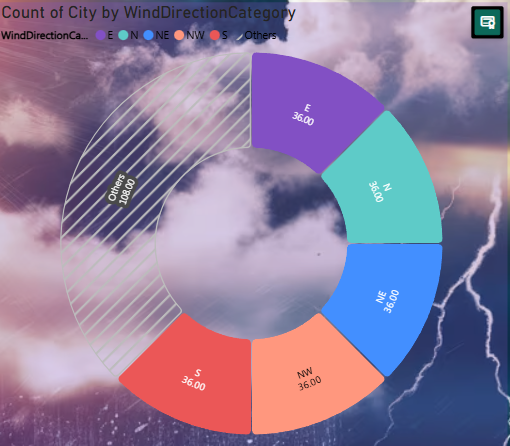 Count of City by WindDirectionCategory
WindDirectionCa... E N NE NW S Others
E
36.00
N
36.00
NE
36.00
NW
36.00
S
36.00
Others
108.00